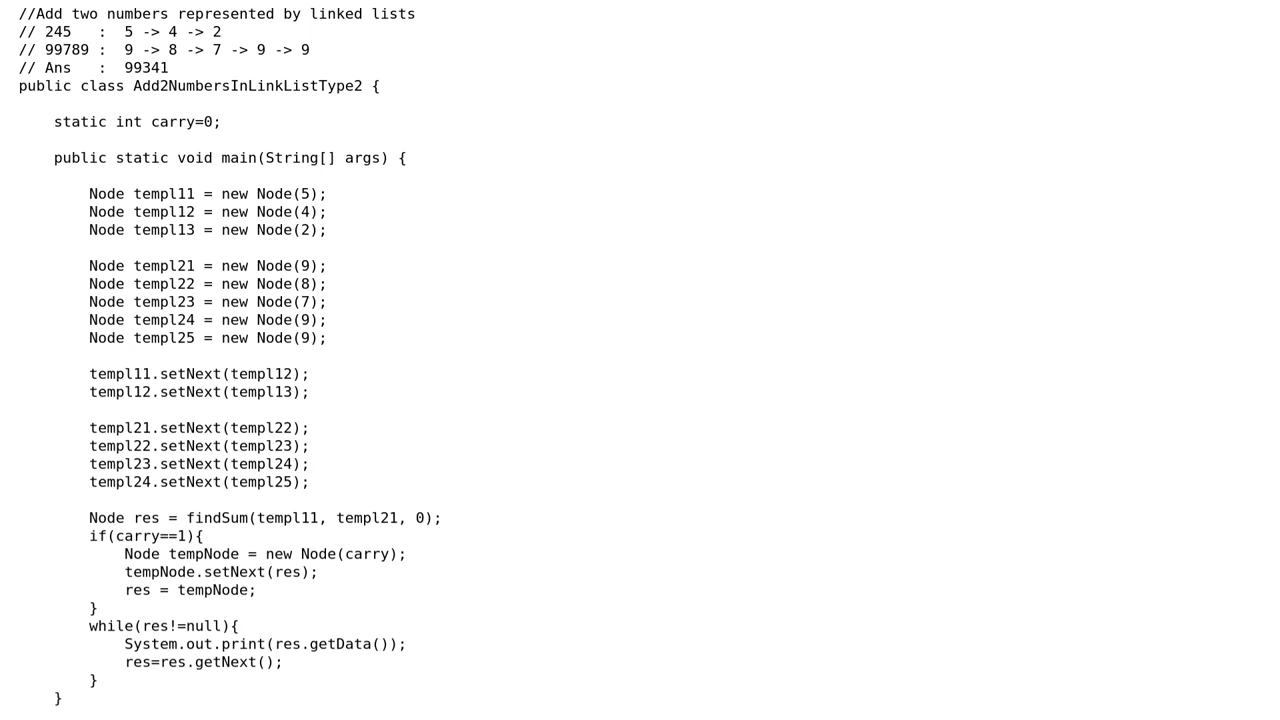 //Add two numbers represented by linked lists
// 245   :  5 -> 4 -> 2
// 99789 :  9 -> 8 -> 7 -> 9 -> 9
// Ans   :  99341
public class Add2NumbersInLinkListType2 {
    static int carry=0;
    public static void main(String[] args) {
        Node templ11 = new Node(5);
        Node templ12 = new Node(4);
        Node templ13 = new Node(2);
        Node templ21 = new Node(9);
        Node templ22 = new Node(8);
        Node templ23 = new Node(7);
        Node templ24 = new Node(9);
        Node templ25 = new Node(9);
        templ11.setNext(templ12);
        templ12.setNext(templ13);
        templ21.setNext(templ22);
        templ22.setNext(templ23);
        templ23.setNext(templ24);
        templ24.setNext(templ25);
        Node res = findSum(templ11, templ21, 0);
        if(carry==1){
            Node tempNode = new Node(carry);
            tempNode.setNext(res);
            res = tempNode;
        }
        while(res!=null){
            System.out.print(res.getData());
            res=res.getNext();
        }
    }